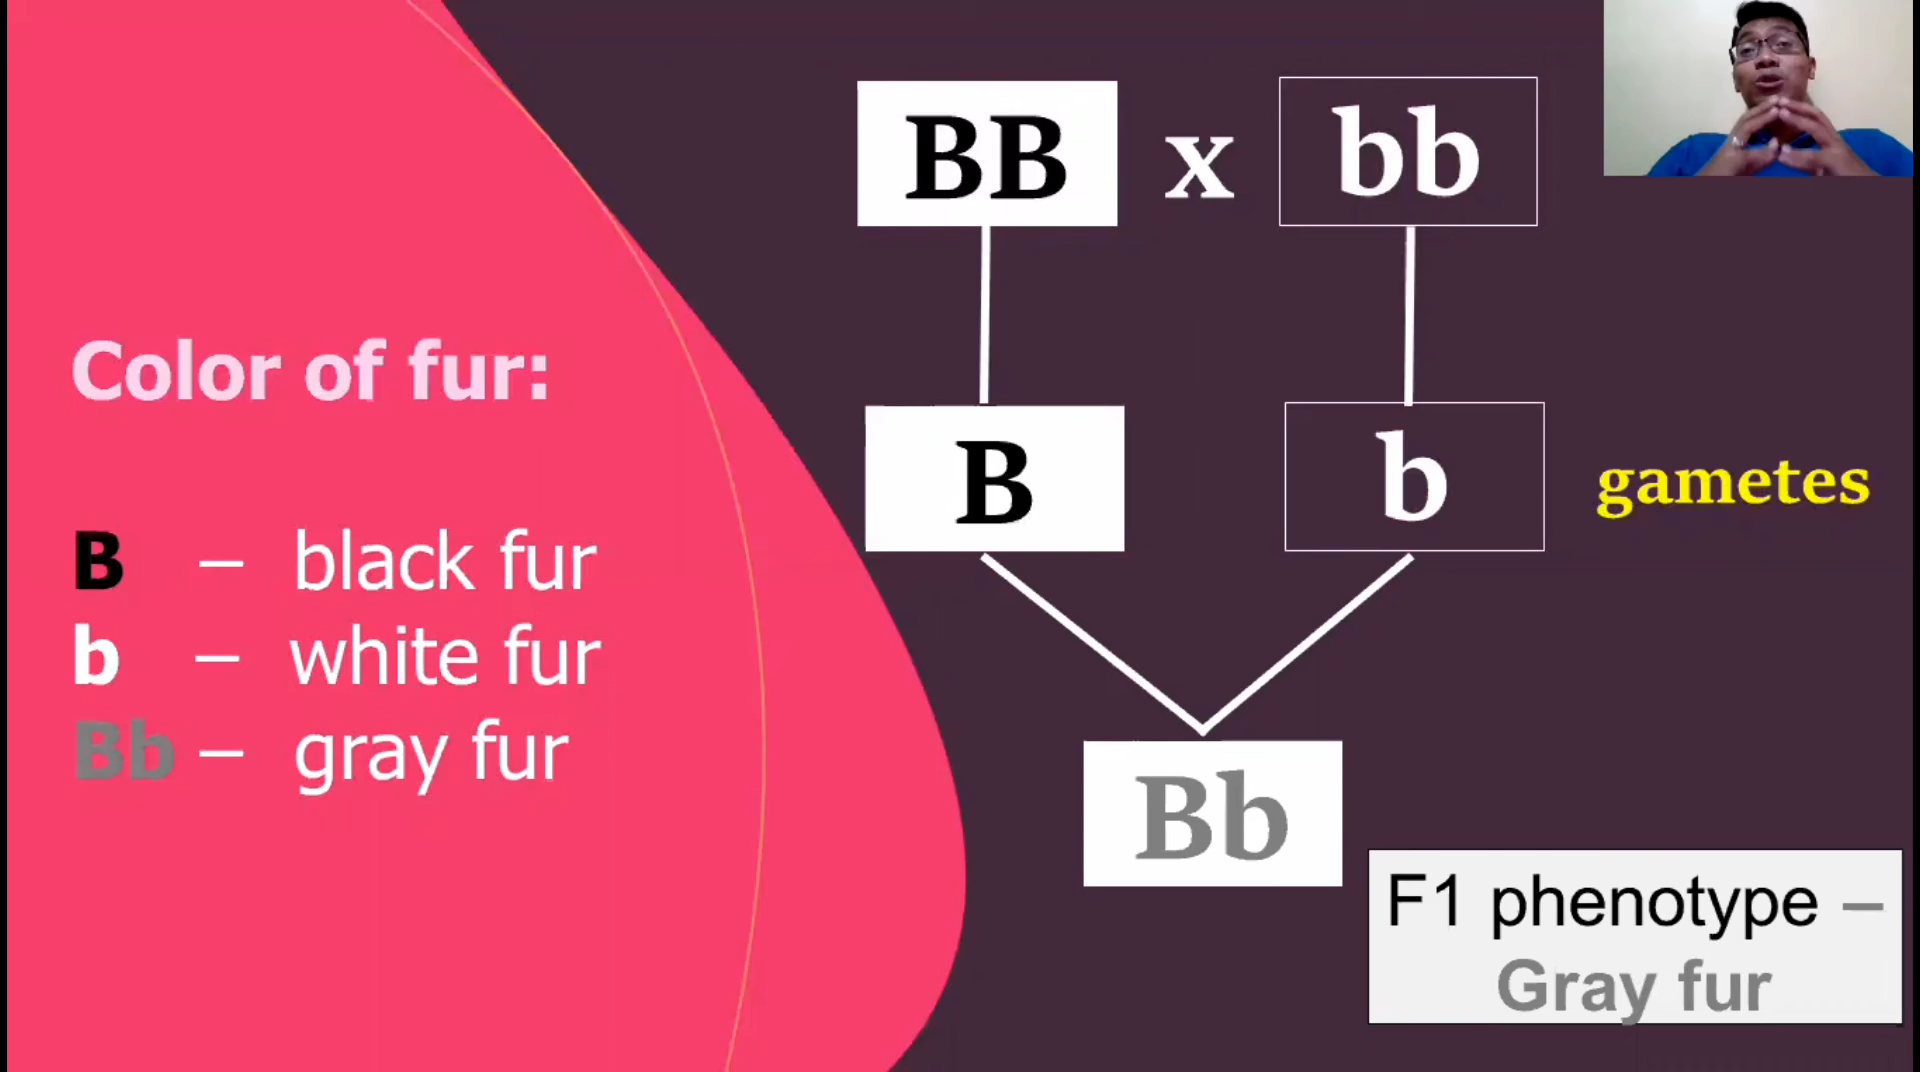 Color of fur:
B – black fur
b – white fur
Bb – gray fur
BB x bb
B b gametes
Bb
F1 phenotype –
Gray fur